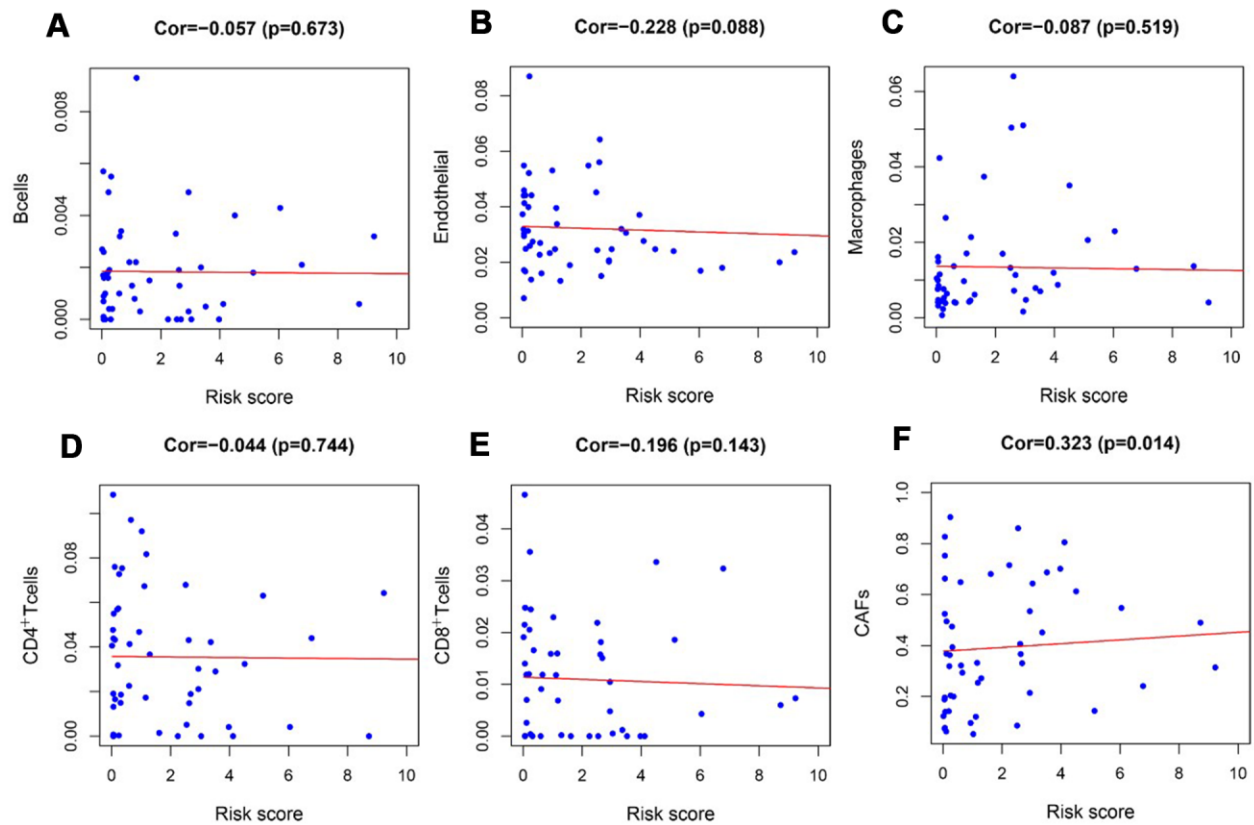 A
Cor=−0.057 (p=0.673)
Bcells
0.008
0.004
0.000
0 2 4 6 8 10
Risk score
B
Cor=−0.228 (p=0.088)
Endothelial
0.08
0.06
0.04
0.02
0.00
0 2 4 6 8 10
Risk score
C
Cor=−0.087 (p=0.519)
Macrophages
0.06
0.04
0.02
0.00
0 2 4 6 8 10
Risk score
D
Cor=−0.044 (p=0.744)
CD4⁺Tcells
0.08
0.04
0.00
0 2 4 6 8 10
Risk score
E
Cor=−0.196 (p=0.143)
CD8⁺Tcells
0.04
0.03
0.02
0.01
0.00
0 2 4 6 8 10
Risk score
F
Cor=0.323 (p=0.014)
CAFs
1.0
0.8
0.6
0.4
0.2
0 2 4 6 8 10
Risk score